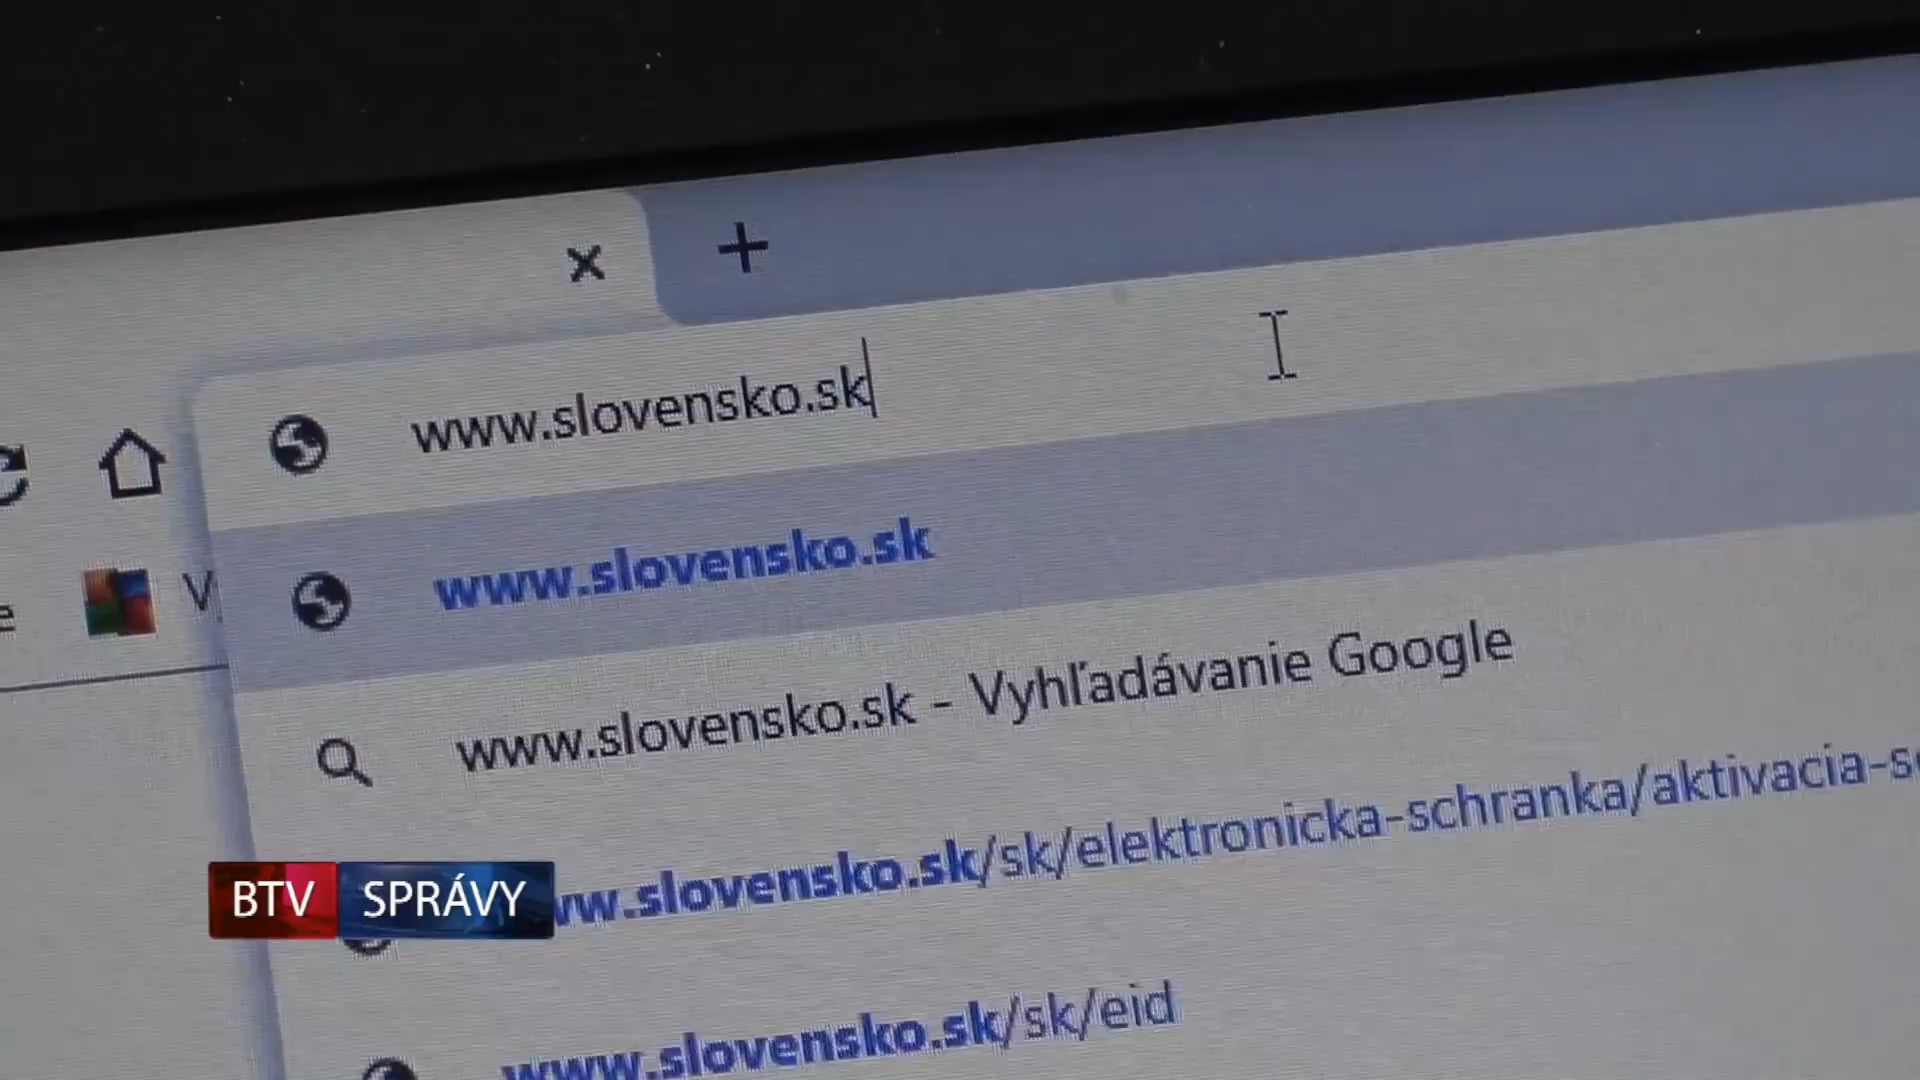 www.slovensko.sk
www.slovensko.sk
www.slovensko.sk - Vyhľadávanie Google
www.slovensko.sk/sk/elektronicka-schranka/aktivacia-s
www.slovensko.sk/sk/eid
BTV SPRÁVY